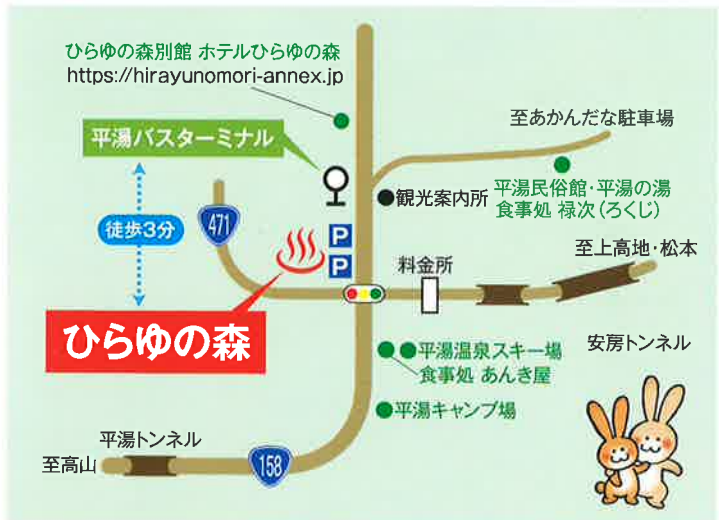 ひらゆの森別館 ホテルひらゆの森
https://hirayunomori-annex.jp
平湯バスターミナル
至あかんだな駐車場
観光案内所
平湯民俗館・平湯の湯
食事処 禄次(ろくじ)
徒歩3分
471
P
P
料金所
至上高地・松本
ひらゆの森
安房トンネル
平湯温泉スキー場
食事処 あんき屋
平湯キャンプ場
平湯トンネル
至高山
158